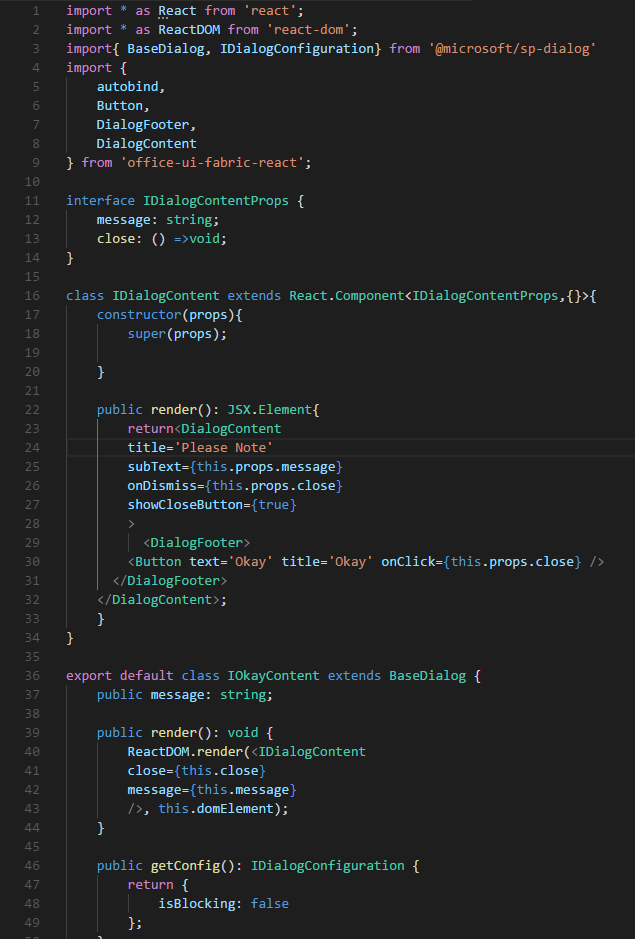 1 import * as React from 'react';
2 import * as ReactDOM from 'react-dom';
3 import{ BaseDialog, IDialogConfiguration} from '@microsoft/sp-dialog'
4 import {
5     autobind,
6     Button,
7     DialogFooter,
8     DialogContent
9 } from 'office-ui-fabric-react';
10
11 interface IDialogContentProps {
12     message: string;
13     close: () =>void;
14 }
15
16 class IDialogContent extends React.Component<IDialogContentProps,{}>{
17     constructor(props){
18         super(props);
19
20     }
21
22     public render(): JSX.Element{
23         return<DialogContent
24         title='Please Note'
25         subText={this.props.message}
26         onDismiss={this.props.close}
27         showCloseButton={true}
28         >
29           <DialogFooter>
30         <Button text='Okay' title='Okay' onClick={this.props.close} />
31       </DialogFooter>
32     </DialogContent>;
33     }
34 }
35
36 export default class IOkayContent extends BaseDialog {
37     public message: string;
38
39     public render(): void {
40         ReactDOM.render(<IDialogContent
41         close={this.close}
42         message={this.message}
43         />, this.domElement);
44     }
45
46     public getConfig(): IDialogConfiguration {
47         return {
48             isBlocking: false
49         };